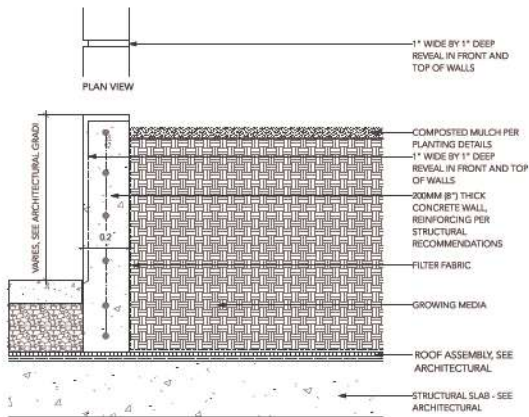 1" WIDE BY 1" DEEP
REVEAL IN FRONT AND
TOP OF WALLS
PLAN VIEW
COMPOSTED MULCH PER
PLANTING DETAILS
1" WIDE BY 1" DEEP
REVEAL IN FRONT AND TOP
OF WALLS
200MM (8") THICK
CONCRETE WALL,
REINFORCING PER
STRUCTURAL
RECOMMENDATIONS
VARIES, SEE ARCHITECTURAL GRADI
0.2
FILTER FABRIC
GROWING MEDIA
ROOF ASSEMBLY, SEE
ARCHITECTURAL
STRUCTURAL SLAB - SEE
ARCHITECTURAL